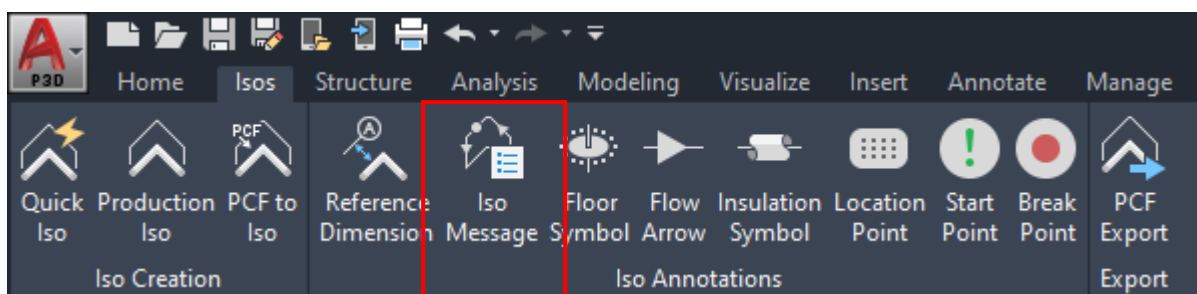 P3D
Home Isos Structure Analysis Modeling Visualize Insert Annotate Manage
PCF
A
Quick Production PCF to Reference Iso Floor Flow Insulation Location Start Break PCF
Iso Iso Iso Dimension Message Symbol Arrow Symbol Point Point Point Export
Iso Creation Iso Annotations Export